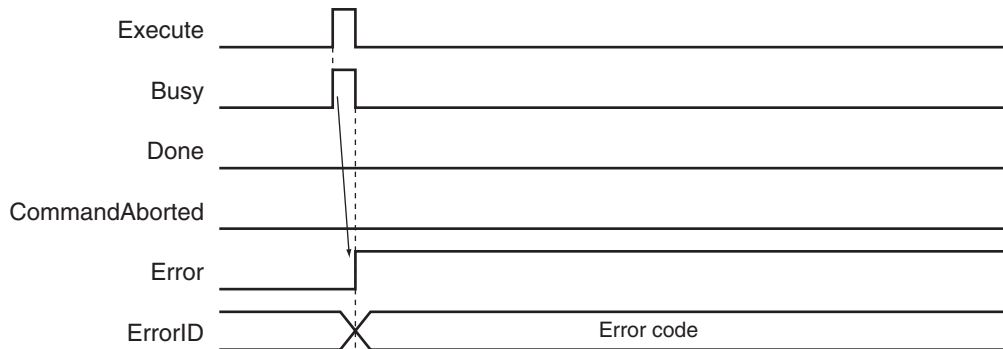 Execute
Busy
Done
CommandAborted
Error
ErrorID
Error code